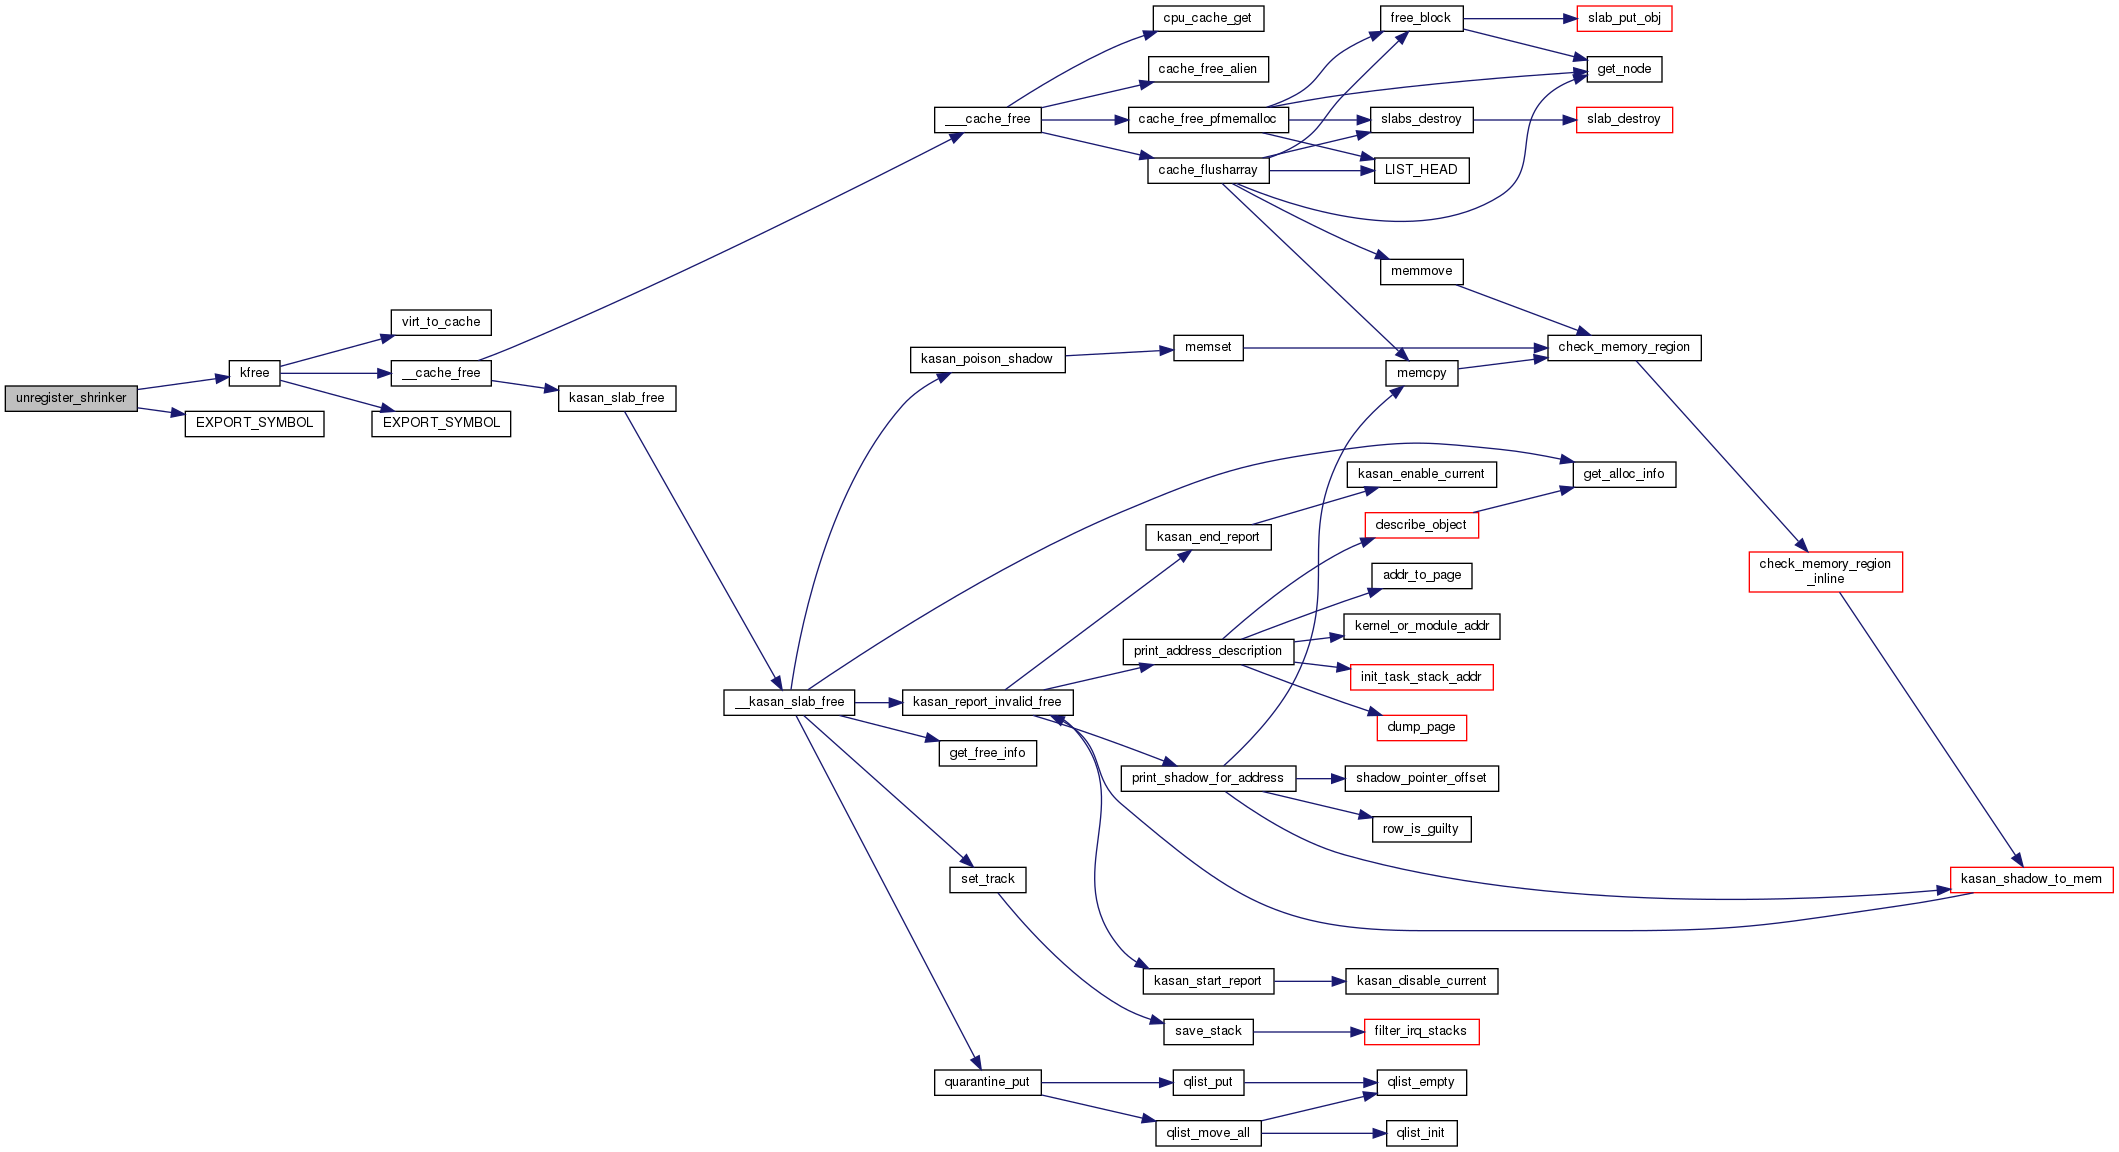 unregister_shrinker
kfree
EXPORT_SYMBOL
virt_to_cache
__cache_free
EXPORT_SYMBOL
kasan_slab_free
___cache_free
cpu_cache_get
cache_free_alien
cache_free_pfmemalloc
cache_flusharray
free_block
slab_put_obj
get_node
slabs_destroy
slab_destroy
LIST_HEAD
memmove
kasan_poison_shadow
memset
memcpy
check_memory_region
kasan_enable_current
get_alloc_info
kasan_end_report
describe_object
addr_to_page
check_memory_region
_inline
kernel_or_module_addr
print_address_description
init_task_stack_addr
__kasan_slab_free
kasan_report_invalid_free
dump_page
get_free_info
print_shadow_for_address
shadow_pointer_offset
row_is_guilty
set_track
kasan_shadow_to_mem
kasan_start_report
kasan_disable_current
save_stack
filter_irq_stacks
quarantine_put
qlist_put
qlist_empty
qlist_move_all
qlist_init